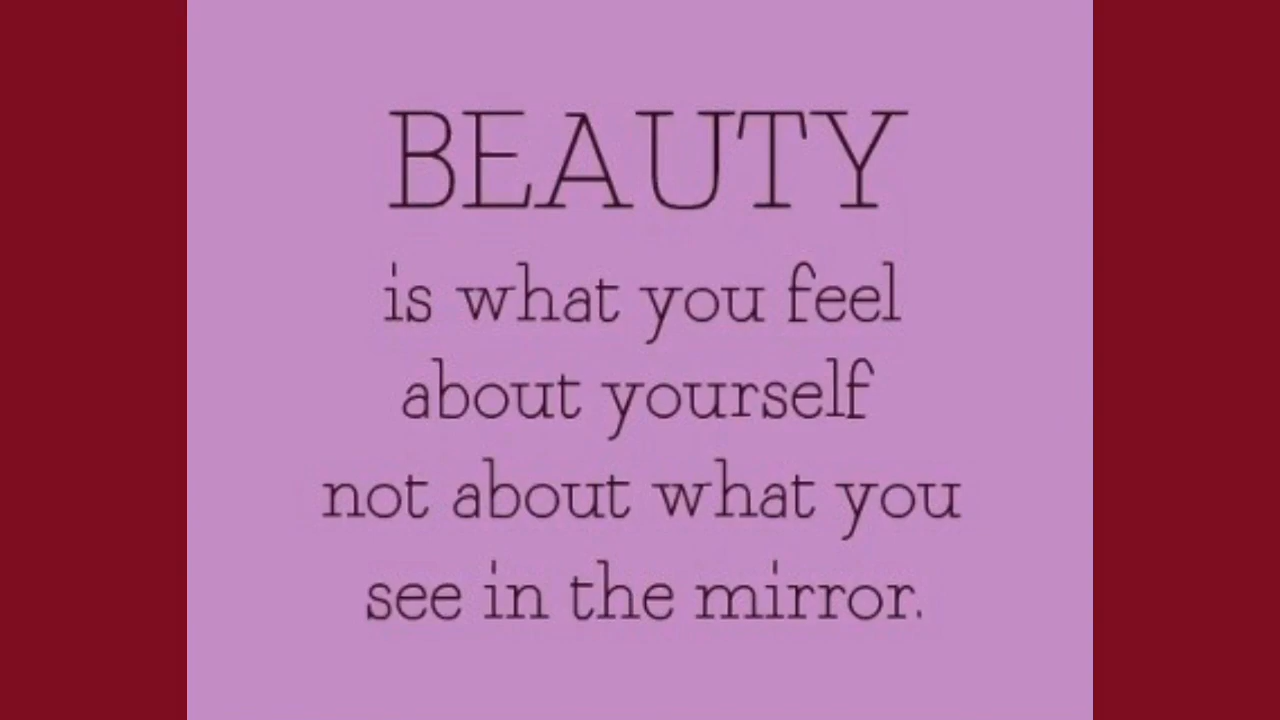 BEAUTY
is what you feel
about yourself
not about what you
see in the mirror.